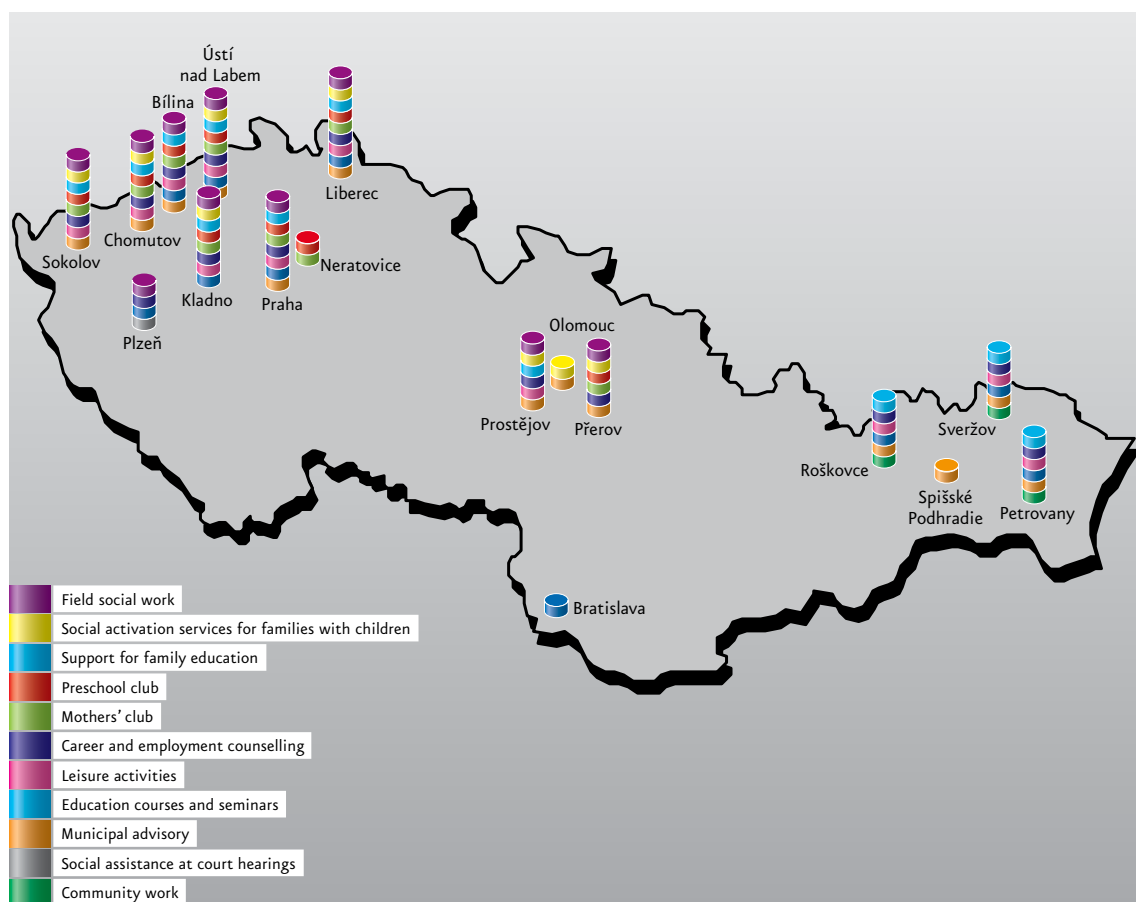 Ústí
nad Labem
Bílina
Liberec
Chomutov
Sokolov
Neratovice
Kladno
Praha
Plzeň
Olomouc
Prostějov
Přerov
Sveržov
Roškovce
Spišské
Podhradie
Petrovany
Bratislava
Field social work
Social activation services for families with children
Support for family education
Preschool club
Mothers’ club
Career and employment counselling
Leisure activities
Education courses and seminars
Municipal advisory
Social assistance at court hearings
Community work